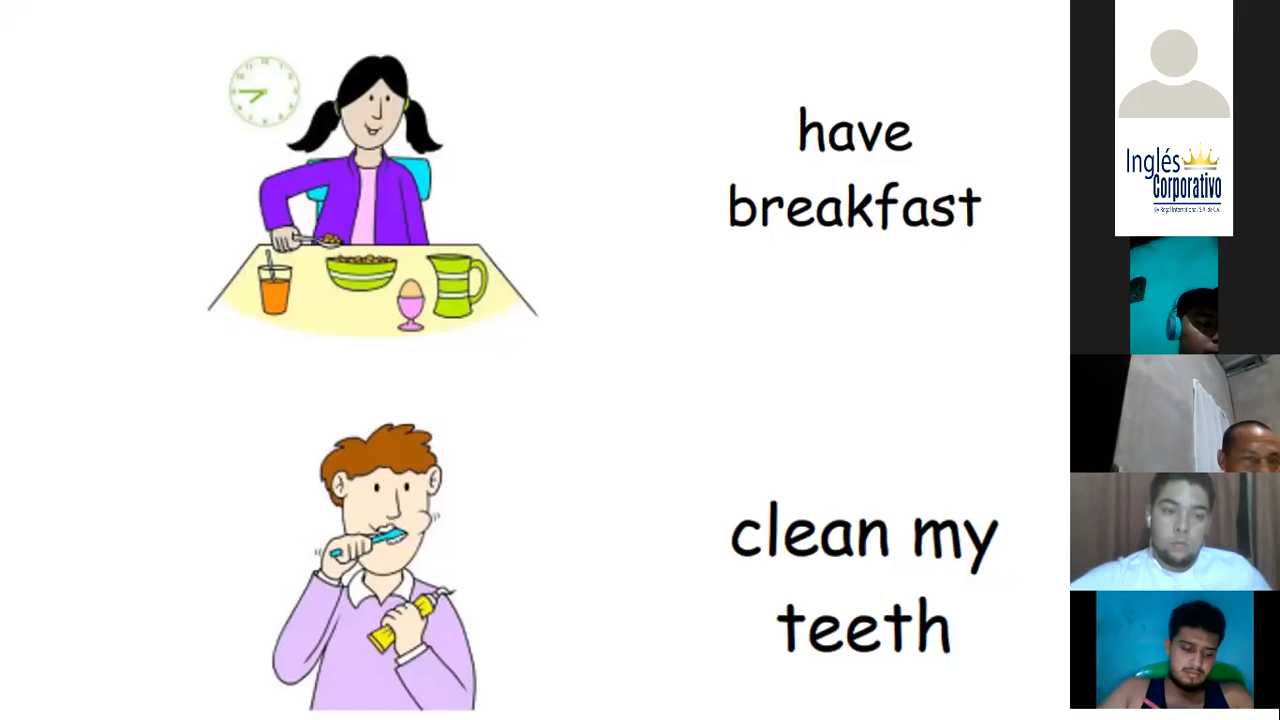 have
breakfast
Inglés
Corporativo
clean my
teeth